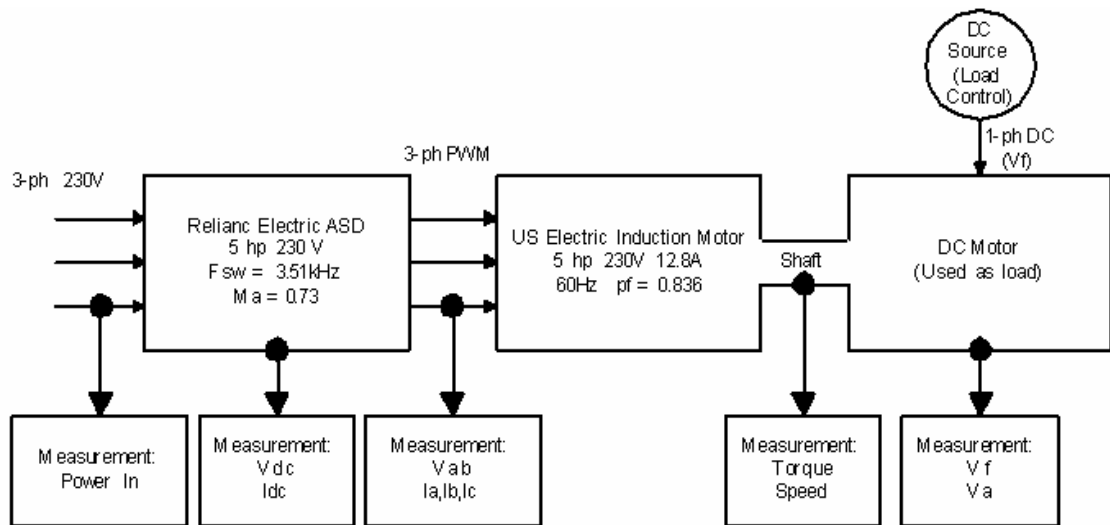 DC
Source
(Load
Control)
1-ph DC
(Vf)
3-ph PWM
3-ph 230V
Relianc Electric ASD
5 hp 230 V
Fsw = 3.51kHz
Ma = 0.73
US Electric Induction Motor
5 hp 230V 12.8A
60Hz pf = 0.836
Shaft
DC Motor
(Used as load)
Measurement:
Power In
Measurement:
Vdc
Idc
Measurement:
Vab
Ia,Ib,Ic
Measurement:
Torque
Speed
Measurement:
Vf
Va